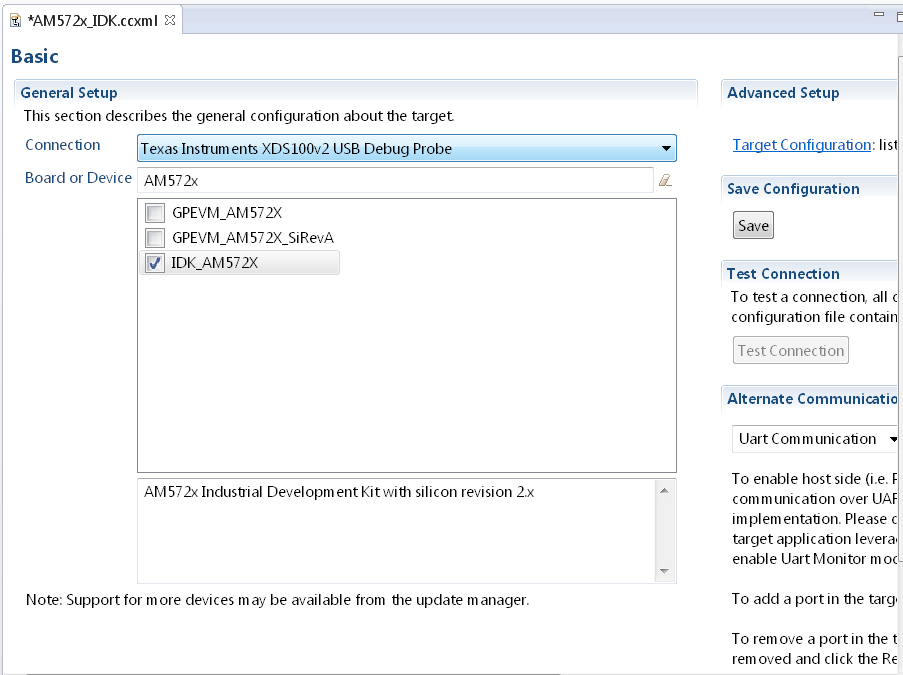 *AM572x_IDK.ccxml
Basic
General Setup
This section describes the general configuration about the target.
Connection
Texas Instruments XDS100v2 USB Debug Probe
Board or Device
AM572x
GPEVM_AM572X
GPEVM_AM572X_SiRevA
IDK_AM572X
AM572x Industrial Development Kit with silicon revision 2.x
Note: Support for more devices may be available from the update manager.
Advanced Setup
Target Configuration: list
Save Configuration
Save
Test Connection
To test a connection, all
configuration file contain
Test Connection
Alternate Communicatio
Uart Communication
To enable host side (i.e.
communication over UAR
implementation. Please
target application levera
enable Uart Monitor mod
To add a port in the targ
To remove a port in the t
removed and click the Re